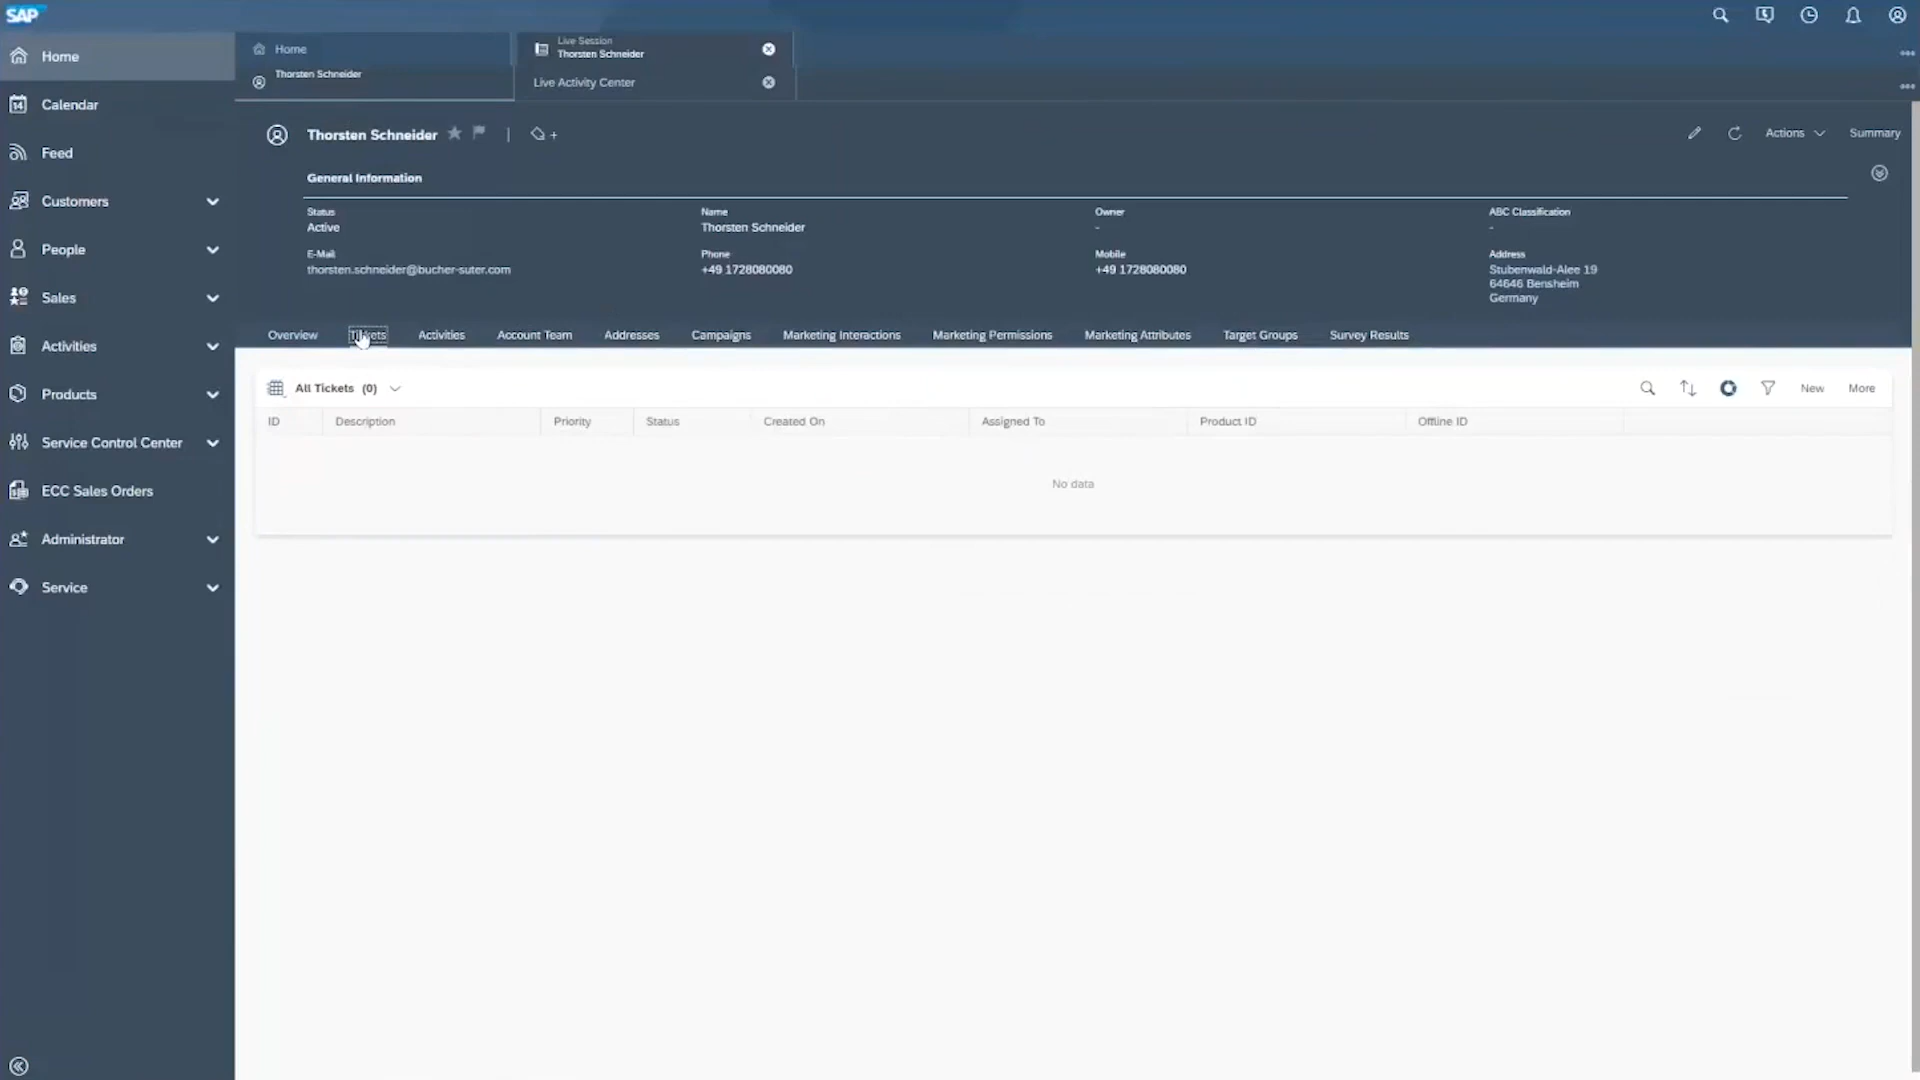 SAP
Home
Calendar
Feed
Customers
People
Sales
Activities
Products
Service Control Center
ECC Sales Orders
Administrator
Service
Home
Thorsten Schneider
Live Session
Thorsten Schneider
Live Activity Center
Thorsten Schneider
Actions
Summary
General Information
Status
Active
Name
Thorsten Schneider
Owner
-
ABC Classification
-
E-Mail
thorsten.schneider@bucher-suter.com
Phone
+49 1728080080
Mobile
+49 1728080080
Address
Stubenwald-Alee 19
64646 Bensheim
Germany
Overview
Tickets
Activities
Account Team
Addresses
Campaigns
Marketing Interactions
Marketing Permissions
Marketing Attributes
Target Groups
Survey Results
All Tickets (0)
New
More
ID
Description
Priority
Status
Created On
Assigned To
Product ID
Offline ID
No data